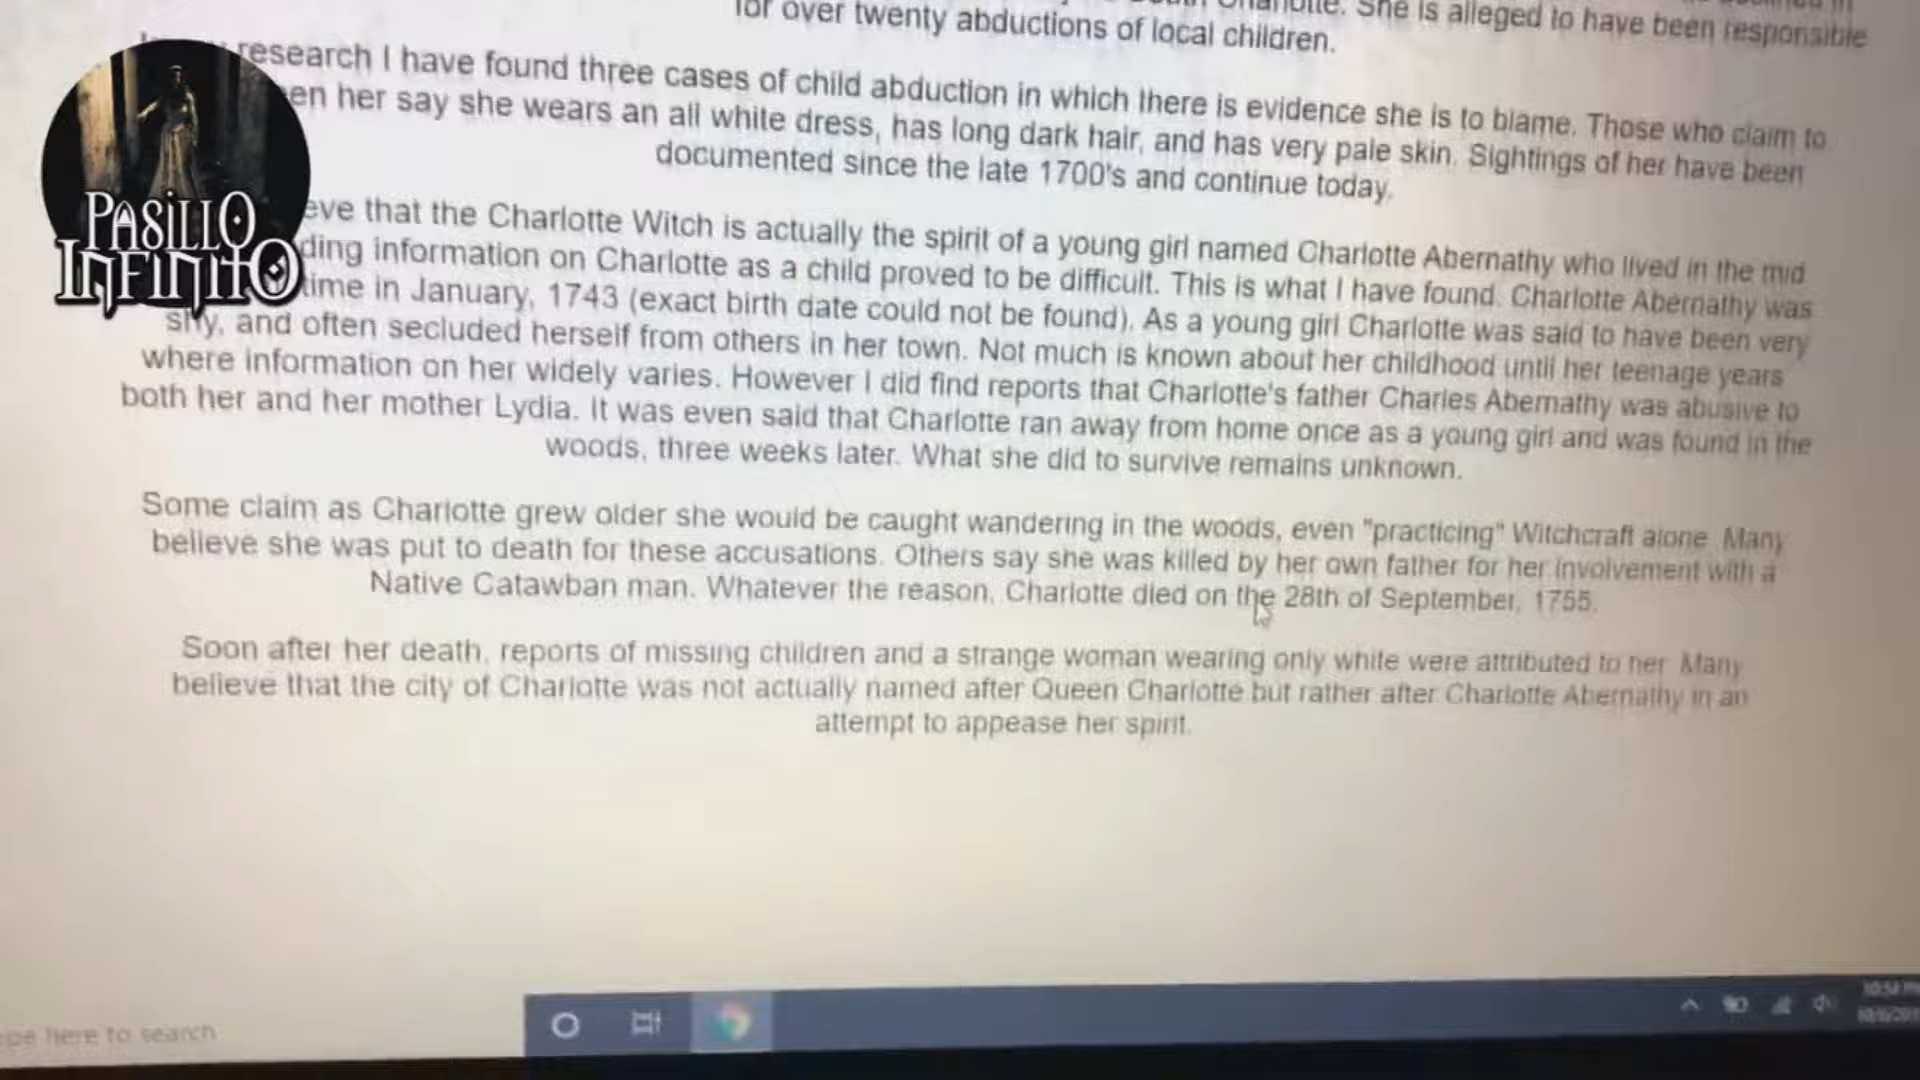 South Charlotte. She is alleged to have been responsible
for over twenty abductions of local children.
research I have found three cases of child abduction in which there is evidence she is to blame. Those who claim to
her say she wears an all white dress, has long dark hair, and has very pale skin. Sightings of her have been
documented since the late 1700's and continue today.
that the Charlotte Witch is actually the spirit of a young girl named Charlotte Abernathy who lived in the mid
information on Charlotte as a child proved to be difficult. This is what I have found. Charlotte Abernathy was
time in January, 1743 (exact birth date could not be found). As a young girl Charlotte was said to have been very
shy, and often secluded herself from others in her town. Not much is known about her childhood until her teenage years
where information on her widely varies. However I did find reports that Charlotte's father Charles Abernathy was abusive to
both her and her mother Lydia. It was even said that Charlotte ran away from home once as a young girl and was found in the
woods, three weeks later. What she did to survive remains unknown.
Some claim as Charlotte grew older she would be caught wandering in the woods, even "practicing" Witchcraft alone. Many
believe she was put to death for these accusations. Others say she was killed by her own father for her involvement with a
Native Catawban man. Whatever the reason, Charlotte died on the 28th of September, 1755.
Soon after her death, reports of missing children and a strange woman wearing only white were attributed to her. Many
believe that the city of Charlotte was not actually named after Queen Charlotte but rather after Charlotte Abernathy in an
attempt to appease her spirit.
PASILLO
INFINITO
here to search